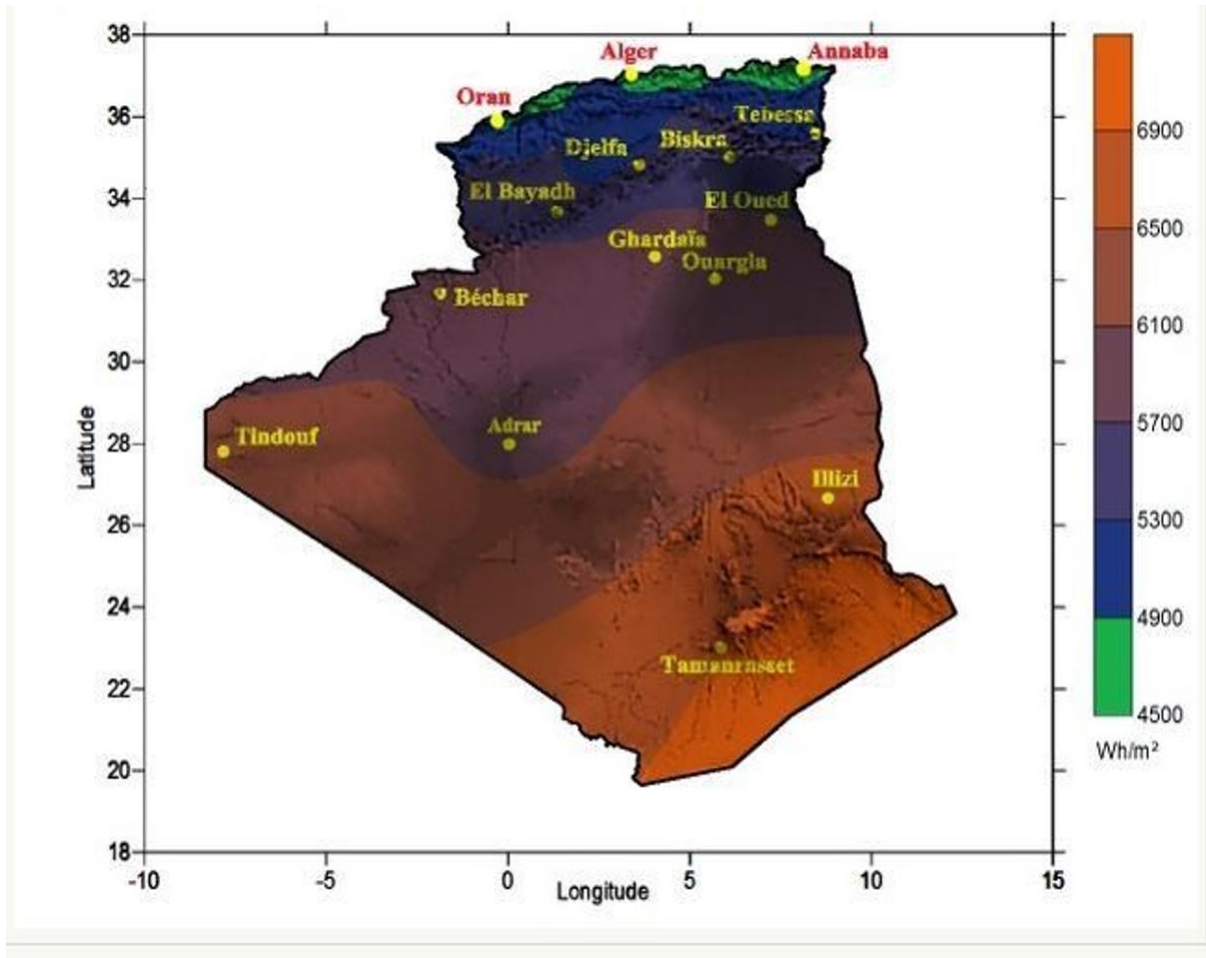 38
36
34
32
30
28
26
24
22
20
18
Latitude
-10
-5
0
5
10
15
Longitude
Alger
Annaba
Oran
Tebessa
Djelfa
Biskra
El Bayadh
El Oued
Ghardaïa
Ouargla
Béchar
Adrar
Tindouf
Illizi
Tamanrasset
6900
6500
6100
5700
5300
4900
4500
Wh/m²